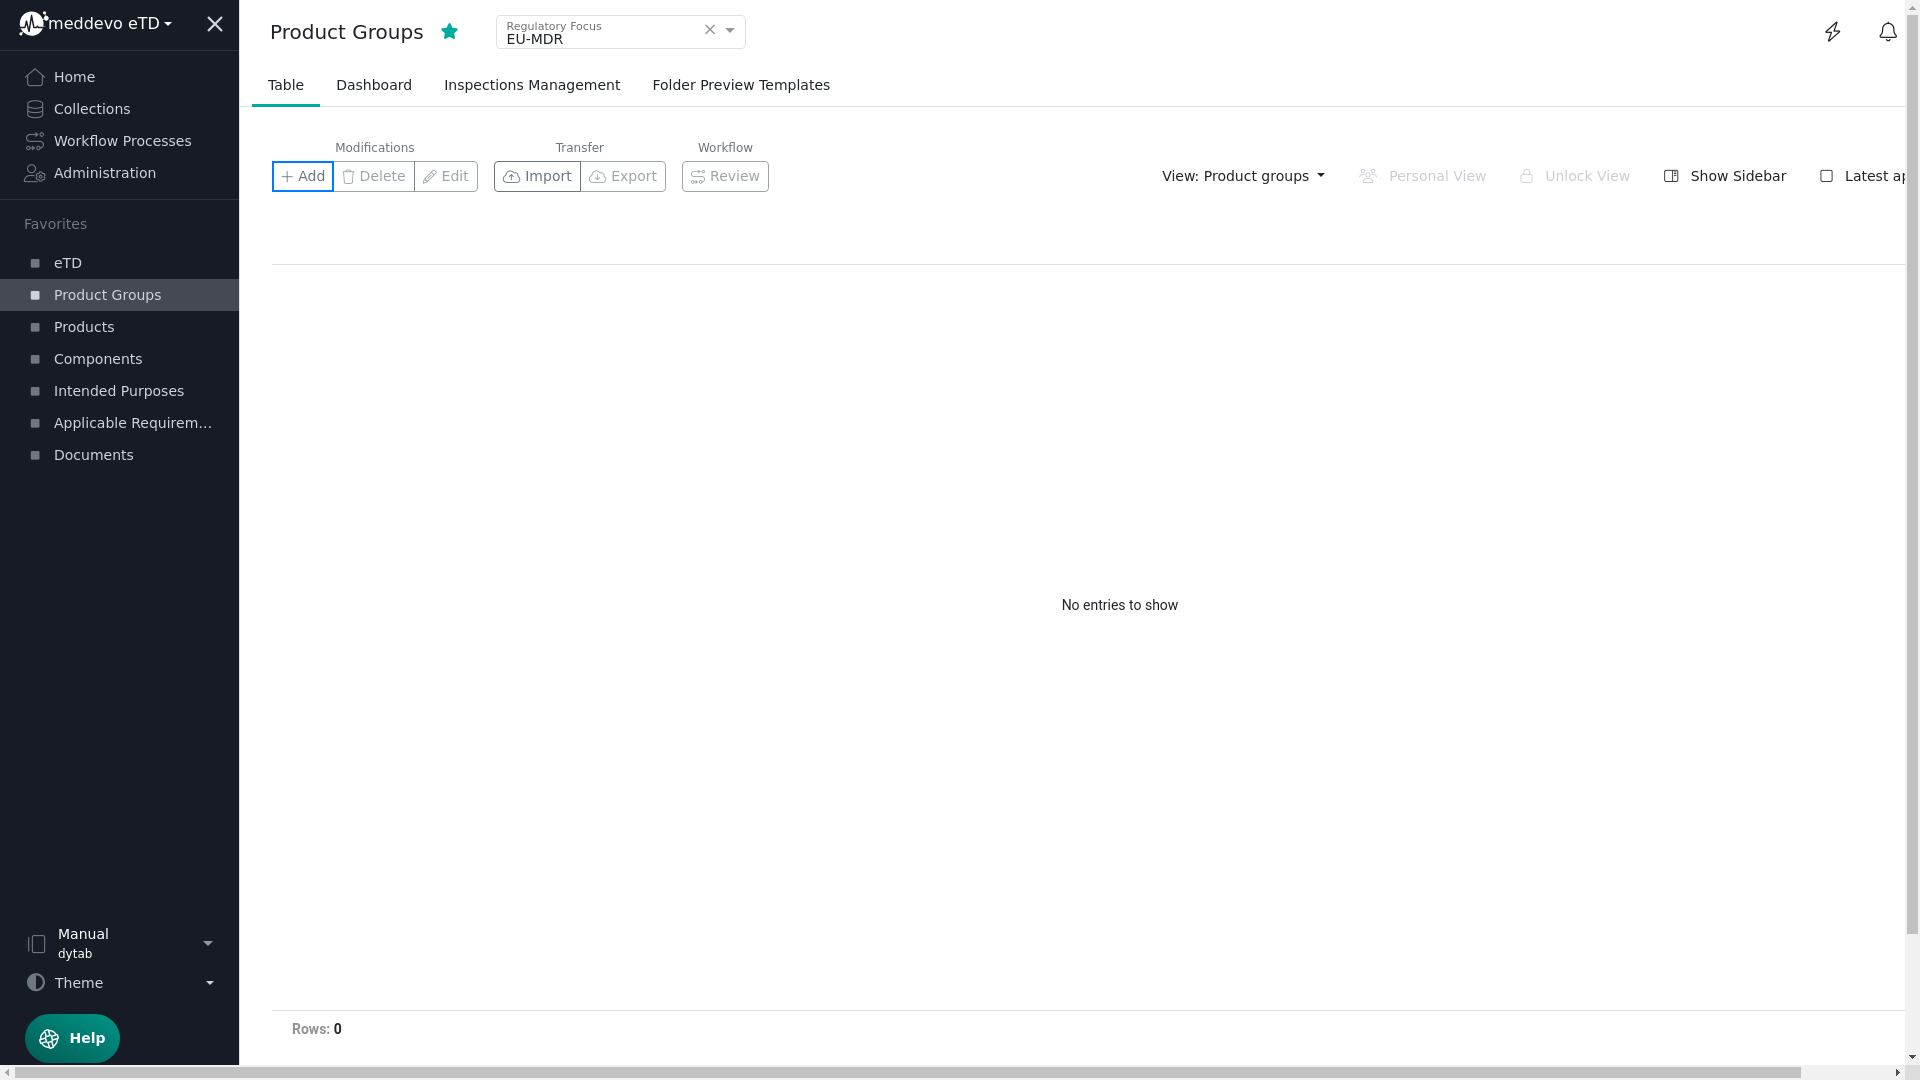 meddevo eTD
Home
Collections
Workflow Processes
Administration
Favorites
eTD
Product Groups
Products
Components
Intended Purposes
Applicable Requirem...
Documents
Manual
dytab
Theme
Help
Product Groups
Regulatory Focus
EU-MDR
Table Dashboard Inspections Management Folder Preview Templates
Modifications Transfer Workflow
Add Delete Edit Import Export Review
View: Product groups Personal View Unlock View Show Sidebar Latest ap
No entries to show
Rows: 0